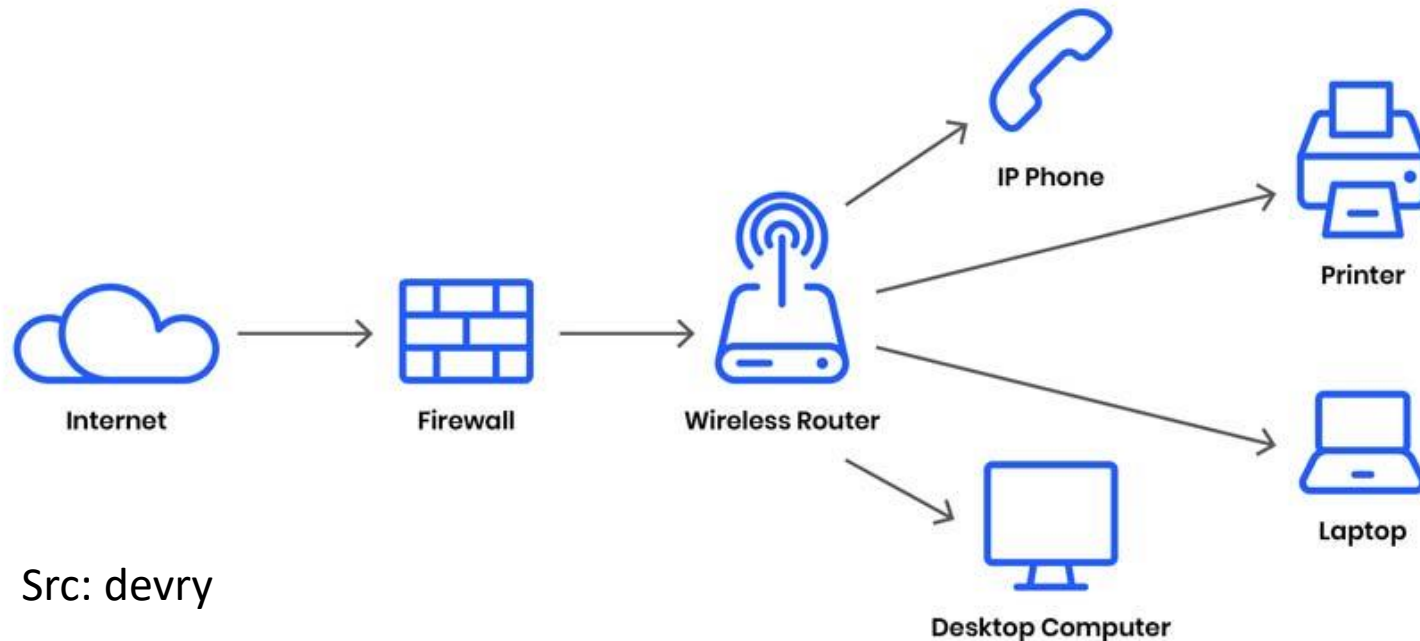 IP Phone
Printer
Internet
Firewall
Wireless Router
Laptop
Src: devry
Desktop Computer